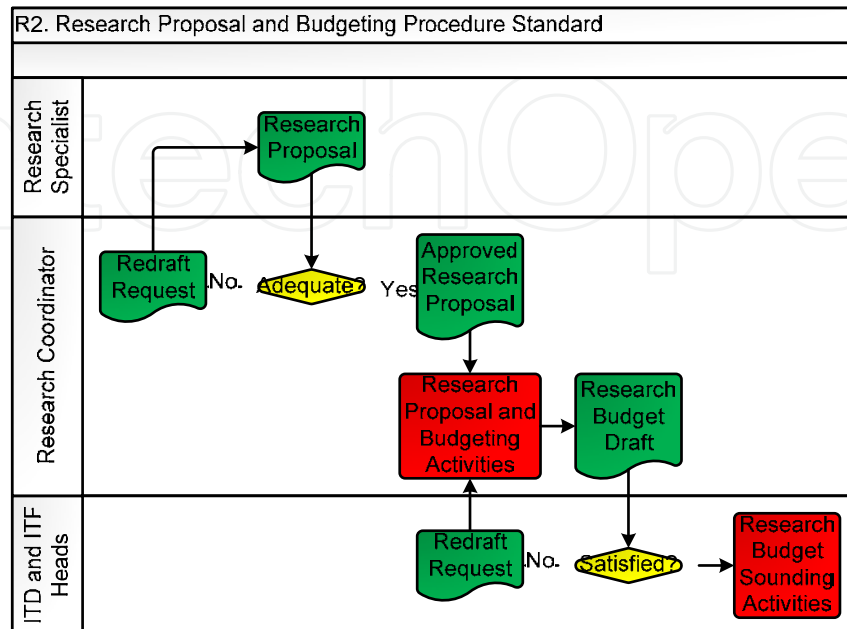 R2. Research Proposal and Budgeting Procedure Standard
Research
Specialist
Research
Proposal
Research Coordinator
Redraft
Request
No.
Adequate?
Yes
Approved
Research
Proposal
Research
Proposal and
Budgeting
Activities
Research
Budget
Draft
ITD and ITF
Heads
Redraft
Request
No.
Satisfied?
Research
Budget
Sounding
Activities